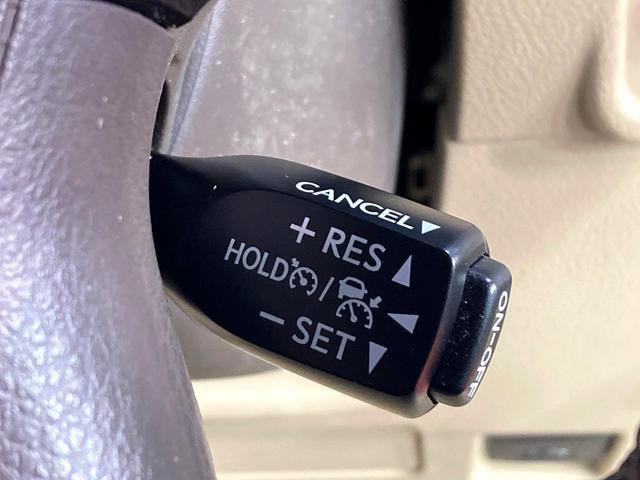 CANCEL▼
+ RES ▲
HOLD / ◀
− SET ▼
ON-OFF